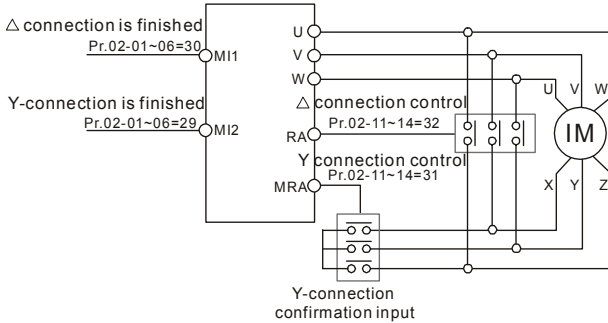 △ connection is finished
Pr.02-01~06=30
MI1
Y-connection is finished
Pr.02-01~06=29
MI2
U
V
W
△ connection control
RA
Pr.02-11~14=32
Y connection control
Pr.02-11~14=31
MRA
U V W
IM
X Y Z
Y-connection
confirmation input